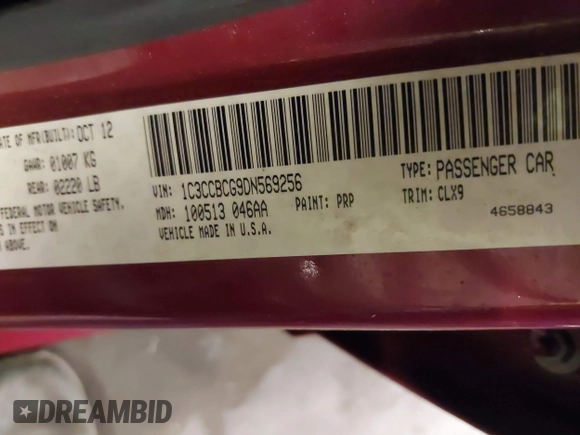 ATE OF MFR(BUILT): OCT 12
GAWR: 01007 KG
REAR: 02220 LB
FEDERAL MOTOR VEHICLE SAFETY,
S IN EFFECT ON
ABOVE.
VIN: 1C3CCBCG9DN569256
TYPE: PASSENGER CAR
MDH: 100513 046AA
PAINT: PRP
TRIM: CLX9
VEHICLE MADE IN U.S.A.
4658843
DREAMBID